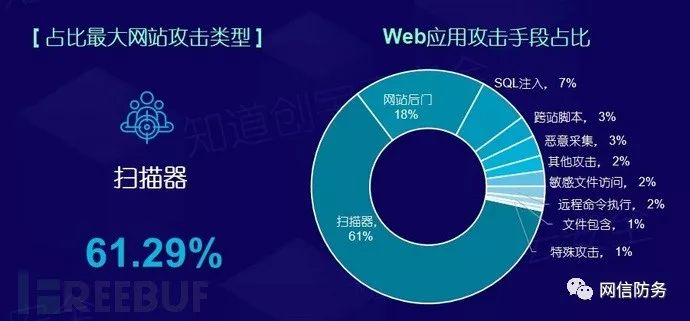 [ 占比最大网站攻击类型 ]
扫描器
61.29%
Web应用攻击手段占比
SQL注入，7%
网站后门
18%
跨站脚本，3%
恶意采集，3%
其他攻击，2%
敏感文件访问，2%
远程命令执行，2%
文件包含，1%
特殊攻击，1%
扫描器,
61%
知道创宇
REEBUF
网信防务